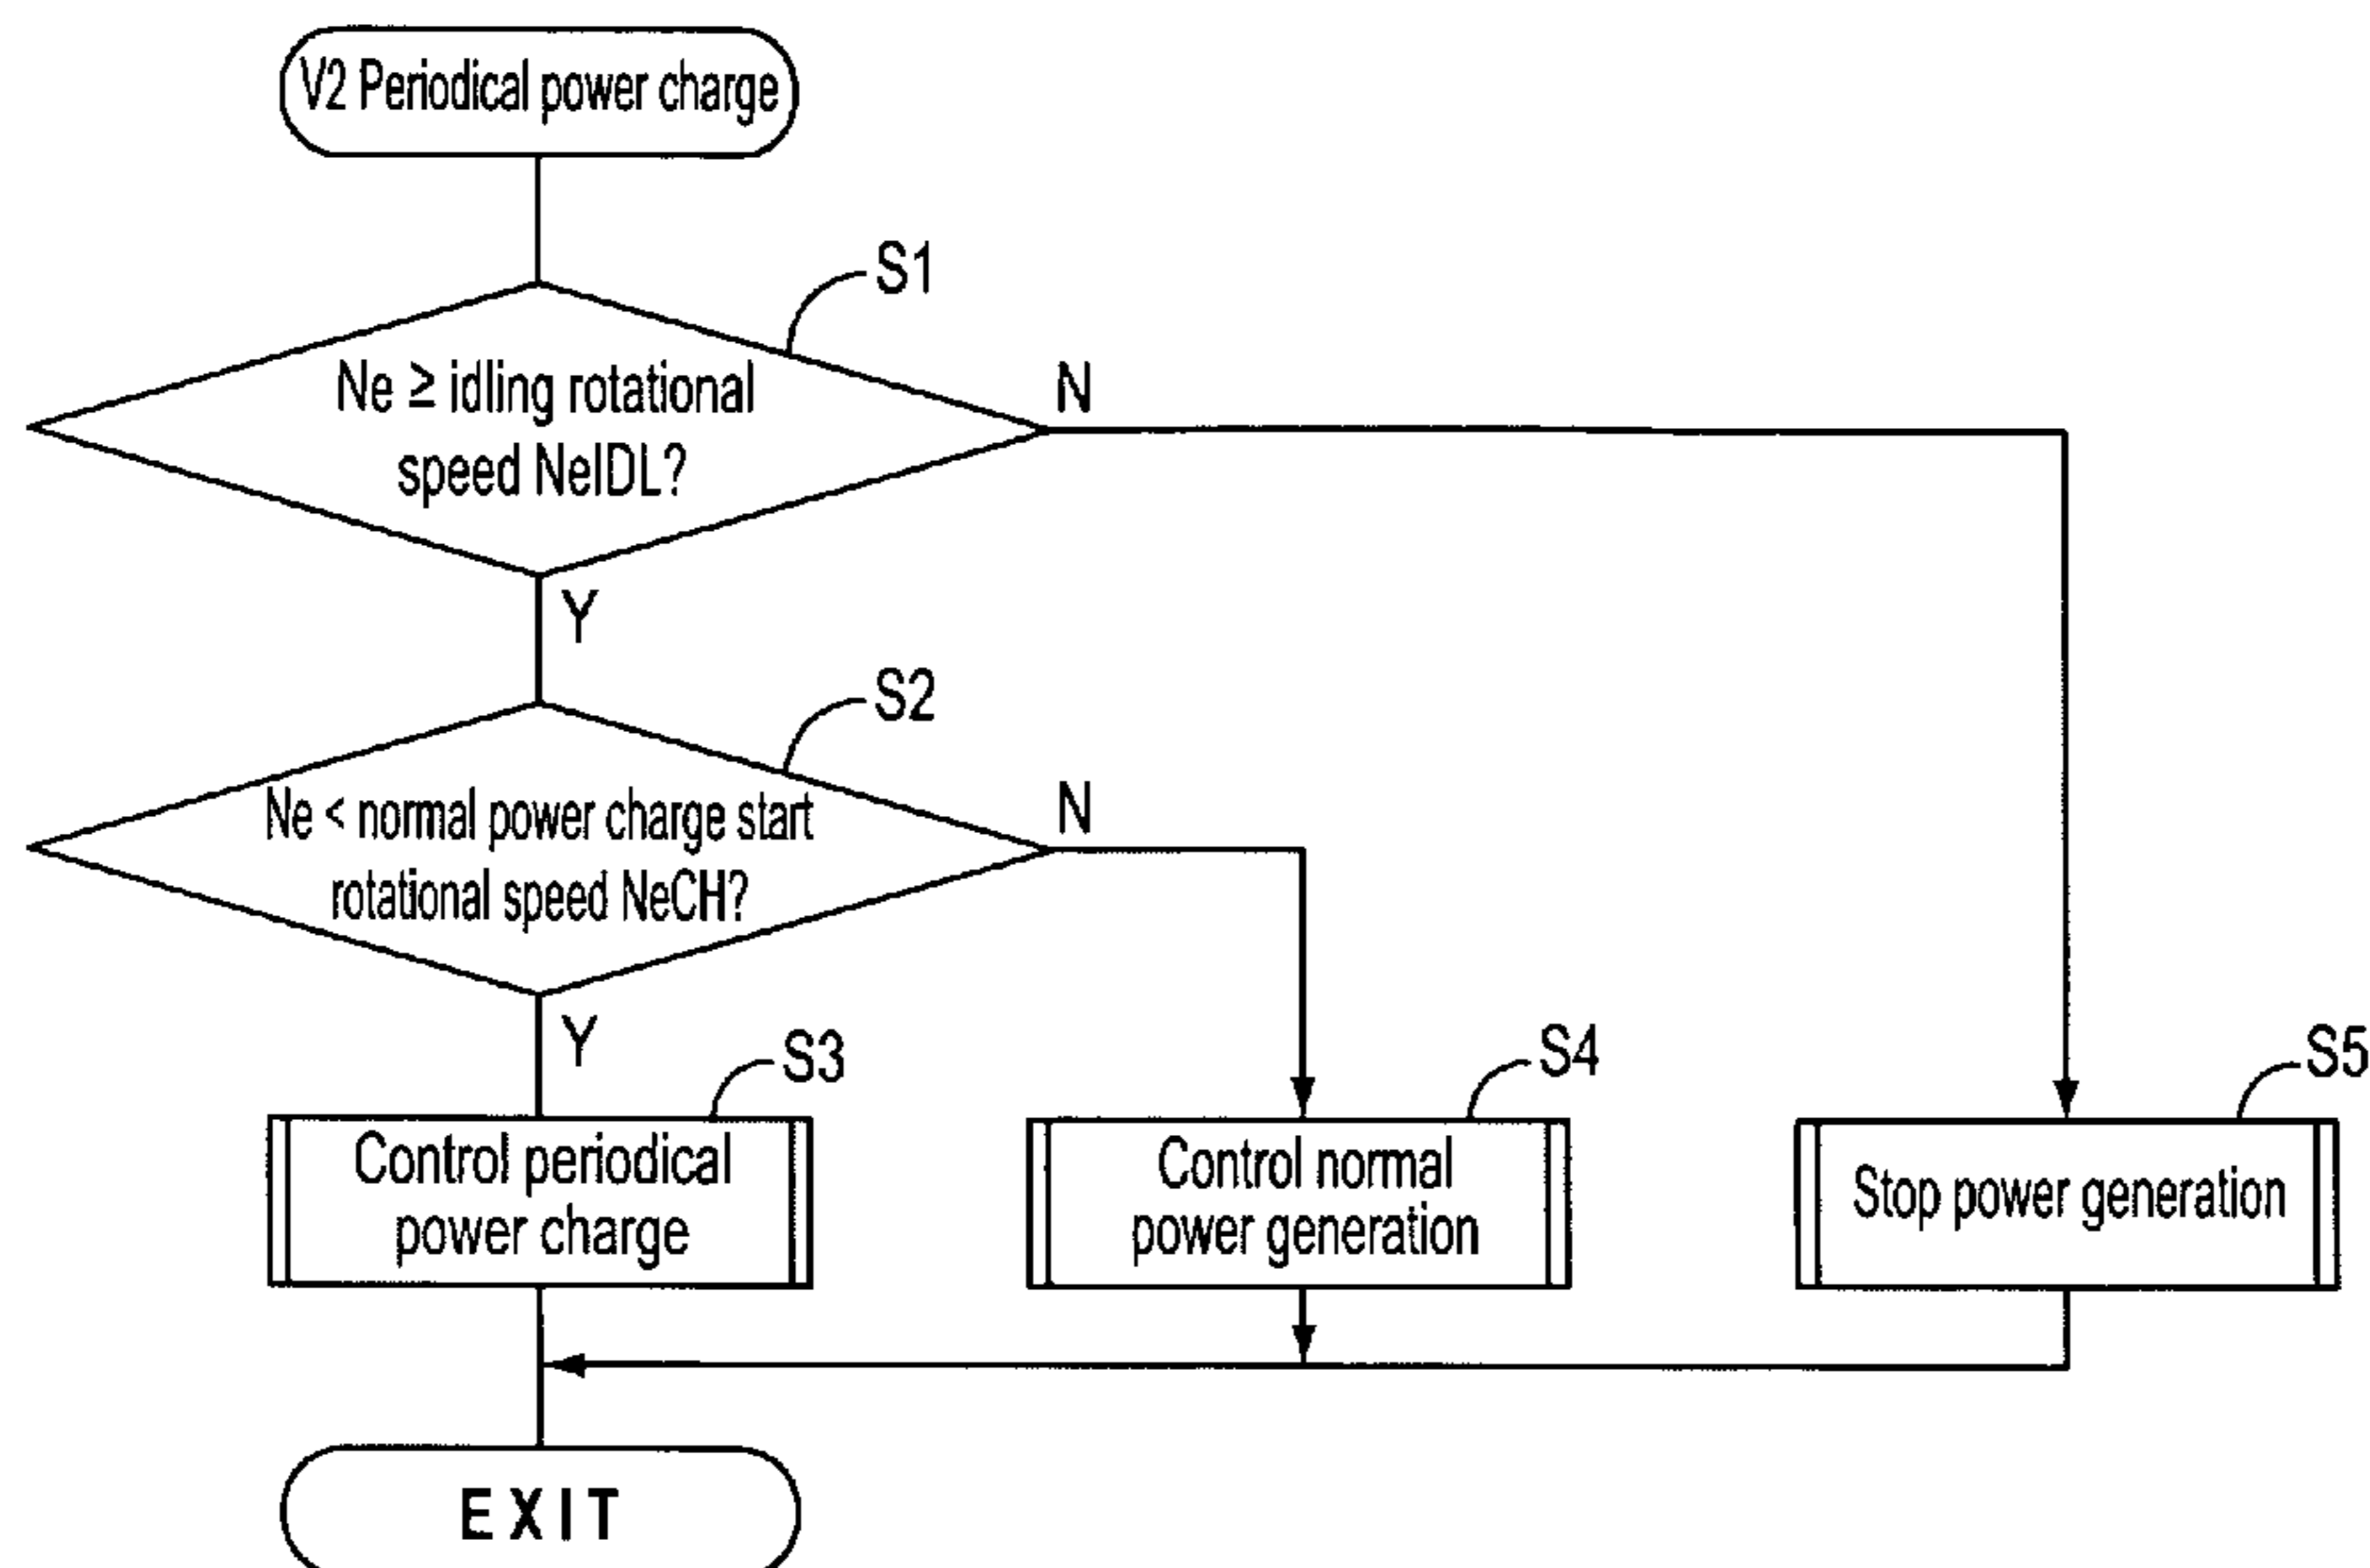 V2 Periodical power charge
S1
Ne ≥ idling rotational
speed NeIDL?
N
Y
S2
Ne < normal power charge start
rotational speed NeCH?
N
Y
S3
Control periodical
power charge
S4
Control normal
power generation
S5
Stop power generation
EXIT